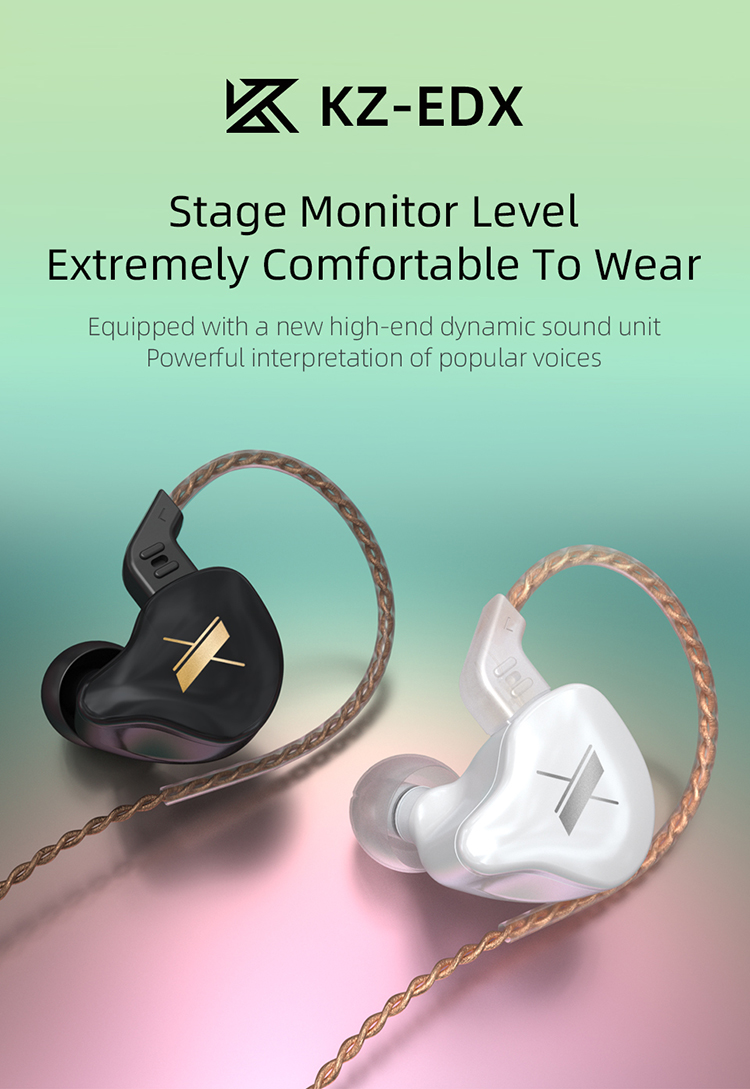 KZ-EDX
Stage Monitor Level
Extremely Comfortable To Wear
Equipped with a new high-end dynamic sound unit
Powerful interpretation of popular voices
L
L